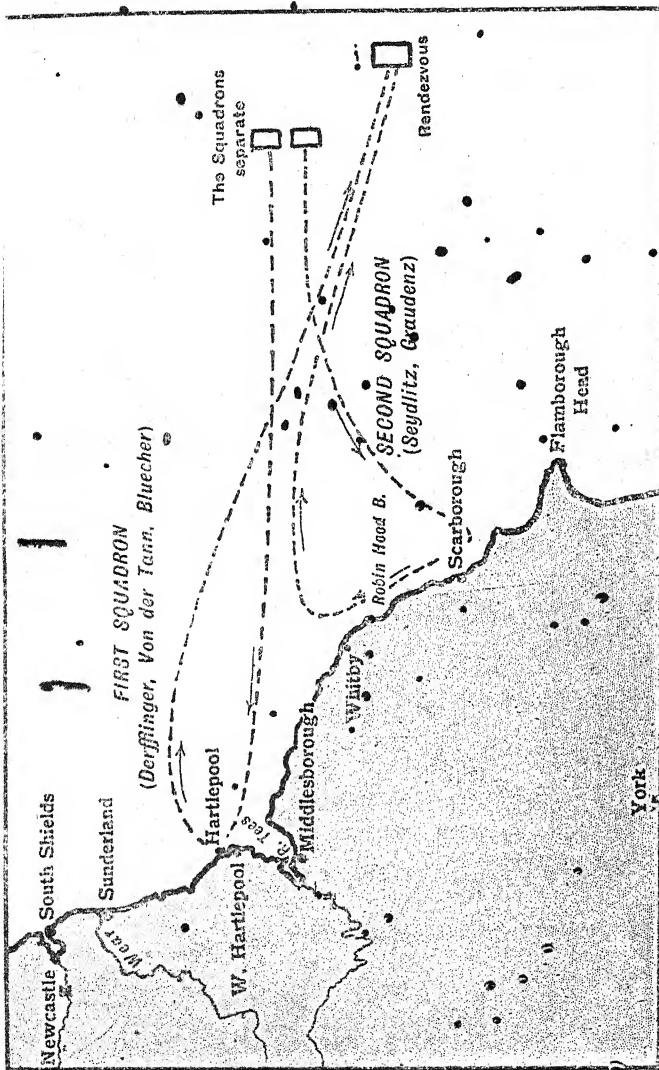 Newcastle
South Shields
Sunderland
Wear
FIRST SQUADRON
(Derfflinger, Von der Tann, Bluecher)
The Squadrons
separate
Hartlepool
W. Hartlepool
R. Tees
Middlesborough
Whitby
Robin Hood B.
SECOND SQUADRON
(Seydlitz, Graudenz)
Rendezvous
Scarborough
Flamborough
Head
York